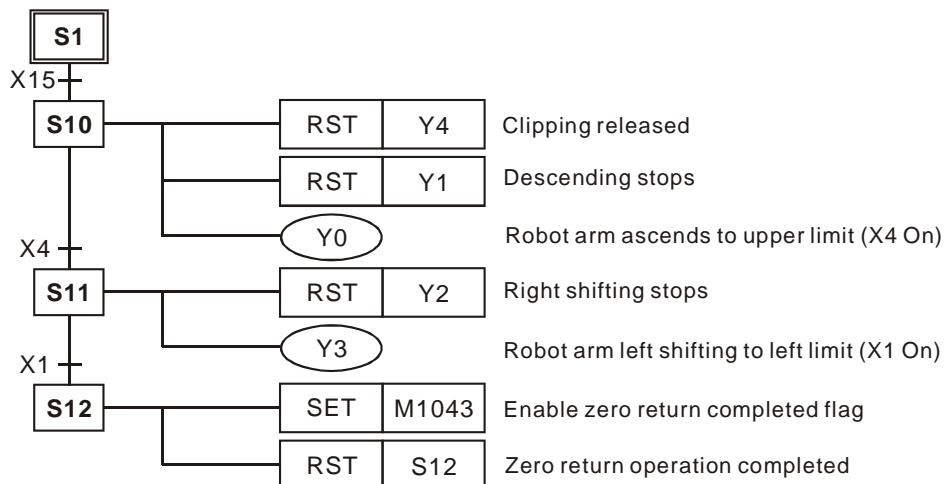 S1
X15
S10 RST Y4 Clipping released
RST Y1 Descending stops
Y0 Robot arm ascends to upper limit (X4 On)
X4
S11 RST Y2 Right shifting stops
Y3 Robot arm left shifting to left limit (X1 On)
X1
S12 SET M1043 Enable zero return completed flag
RST S12 Zero return operation completed